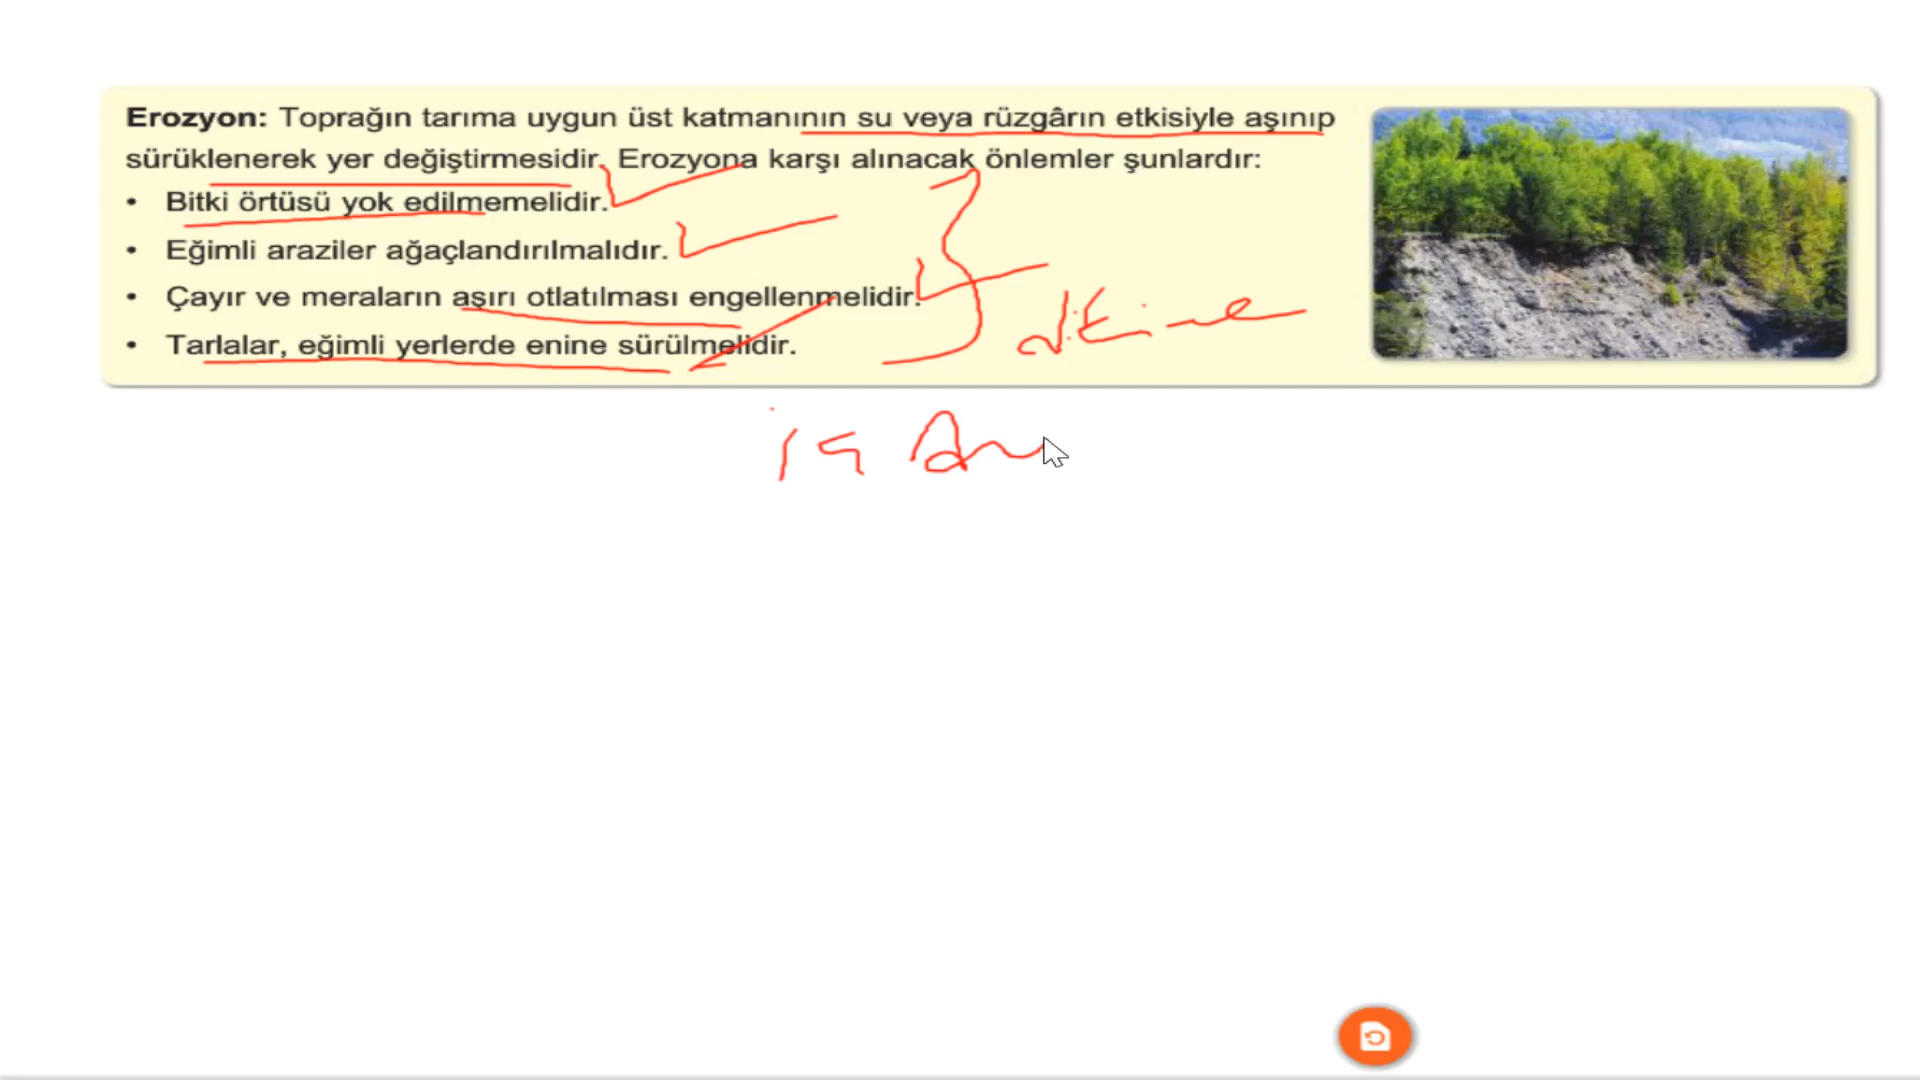 Erozyon: Toprağın tarıma uygun üst katmanının su veya rüzgârın etkisiyle aşınıp
sürüklenerek yer değiştirmesidir. Erozyona karşı alınacak önlemler şunlardır:
• Bitki örtüsü yok edilmemelidir.
• Eğimli araziler ağaçlandırılmalıdır.
• Çayır ve meraların aşırı otlatılması engellenmelidir.
• Tarlalar, eğimli yerlerde enine sürülmelidir.